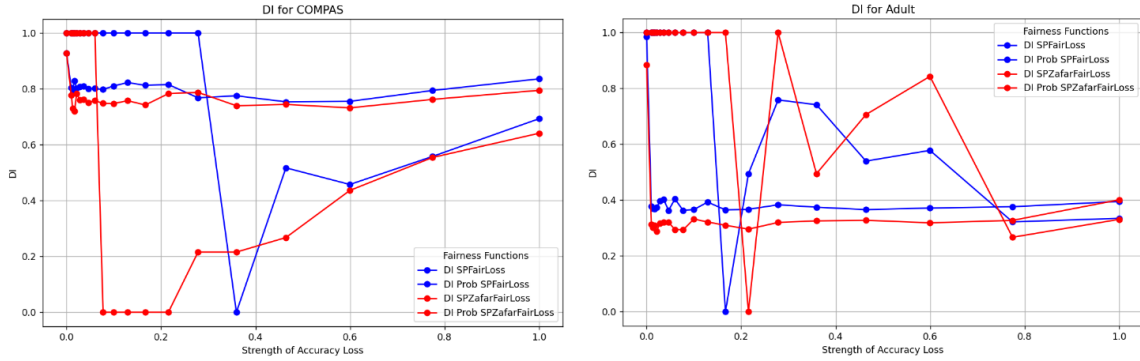 DI for COMPAS
1.0
0.8
0.6
0.4
0.2
0.0
DI
Fairness Functions
DI SPFairLoss
DI Prob SPFairLoss
DI SPZafarFairLoss
DI Prob SPZafarFairLoss
0.0 0.2 0.4 0.6 0.8 1.0
Strength of Accuracy Loss
DI for Adult
1.0
0.8
0.6
0.4
0.2
0.0
DI
Fairness Functions
DI SPFairLoss
DI Prob SPFairLoss
DI SPZafarFairLoss
DI Prob SPZafarFairLoss
0.0 0.2 0.4 0.6 0.8 1.0
Strength of Accuracy Loss